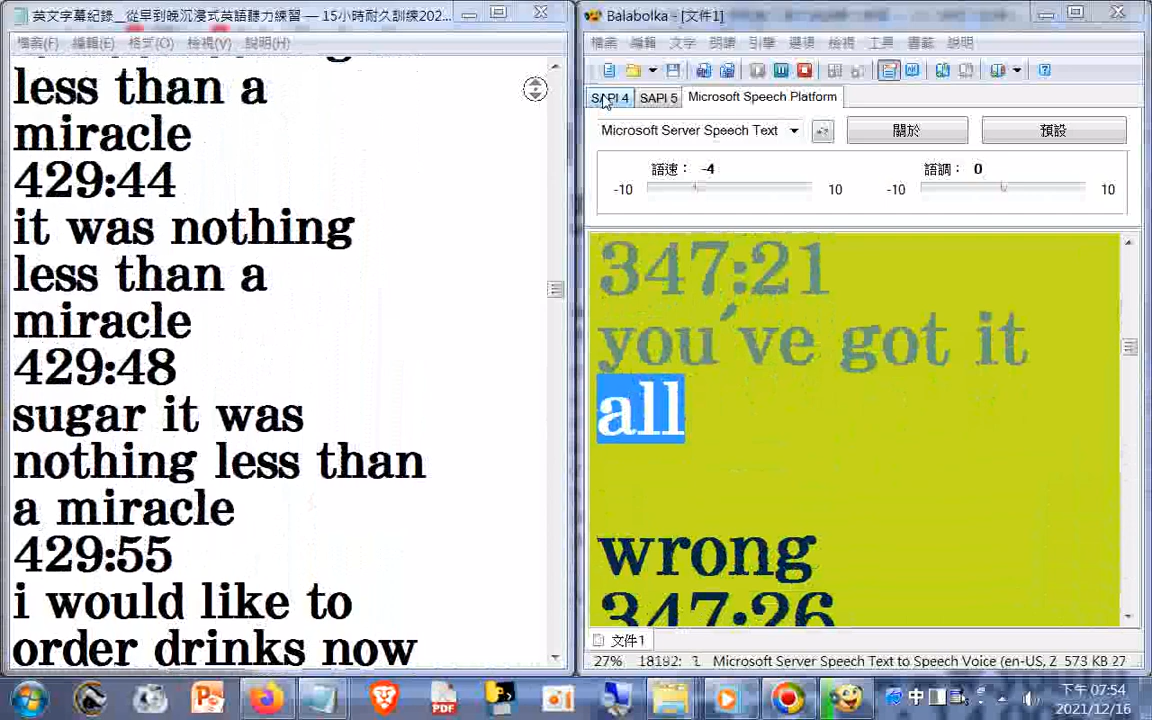 英文字幕紀錄__從早到晚沉浸式英語聽力練習 — 15小時耐久訓練202...
檔案(F) 編輯(E) 格式(O) 檢視(V) 說明(H)
less than a
miracle
429:44
it was nothing
less than a
miracle
429:48
sugar it was
nothing less than
a miracle
429:55
i would like to
order drinks now
Balabolka - [文件1]
檔案 編輯 文字 朗讀 引擎 選項 檢視 工具 書籤 說明
SAPI 4 SAPI 5 Microsoft Speech Platform
Microsoft Server Speech Text 關於 預設
語速： -4 語調： 0
-10 10 -10 10
347:21
you've got it
all
wrong
347:26
文件1
27% 18192: Microsoft Server Speech Text to Speech Voice (en-US, Z 573 KB 27
中
下午 07:54
2021/12/16